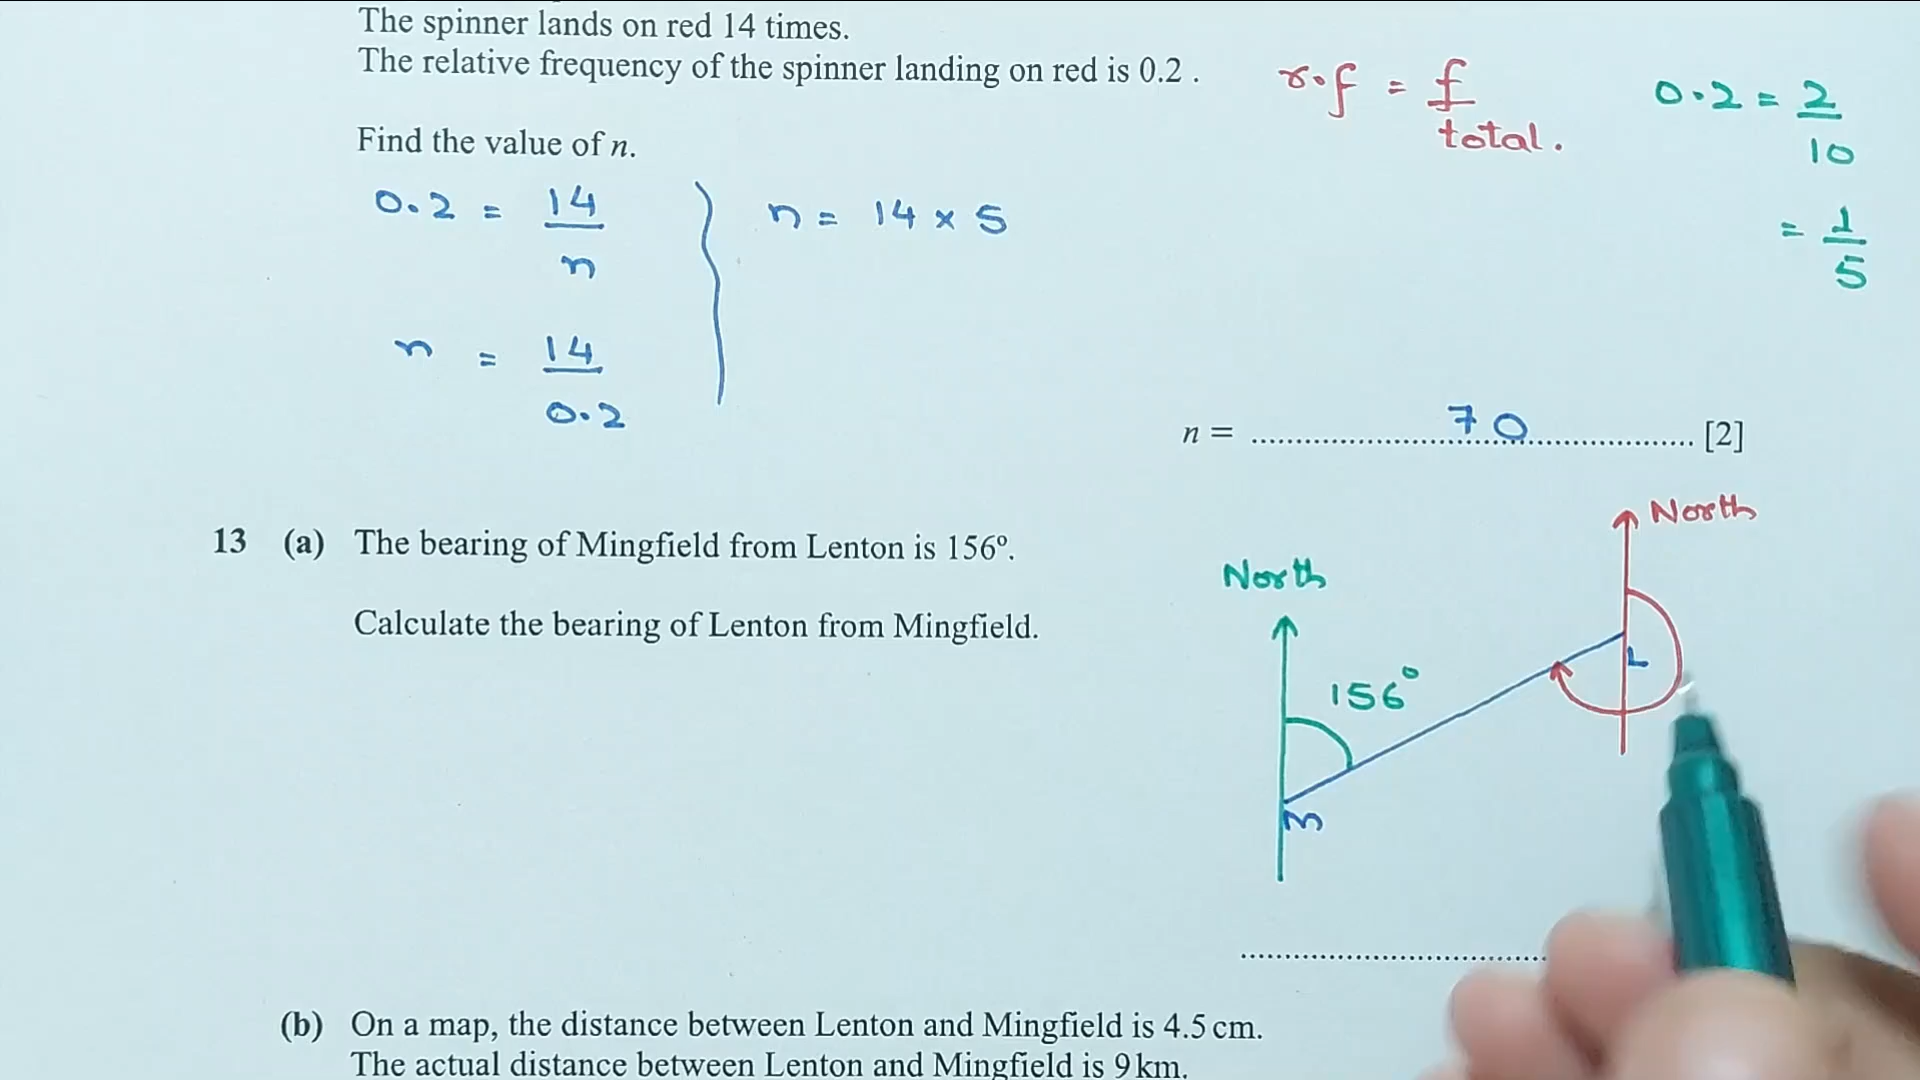 The spinner lands on red 14 times.
The relative frequency of the spinner landing on red is 0.2 .
r.f = f / total.
0.2 = 2 / 10
= 1 / 5
Find the value of n.
0.2 = 14 / n
n = 14 / 0.2
n = 14 × 5
n = ........ 70 ........ [2]
13 (a) The bearing of Mingfield from Lenton is 156°.
Calculate the bearing of Lenton from Mingfield.
North
North
156°
L
m
(b) On a map, the distance between Lenton and Mingfield is 4.5 cm.
The actual distance between Lenton and Mingfield is 9 km.